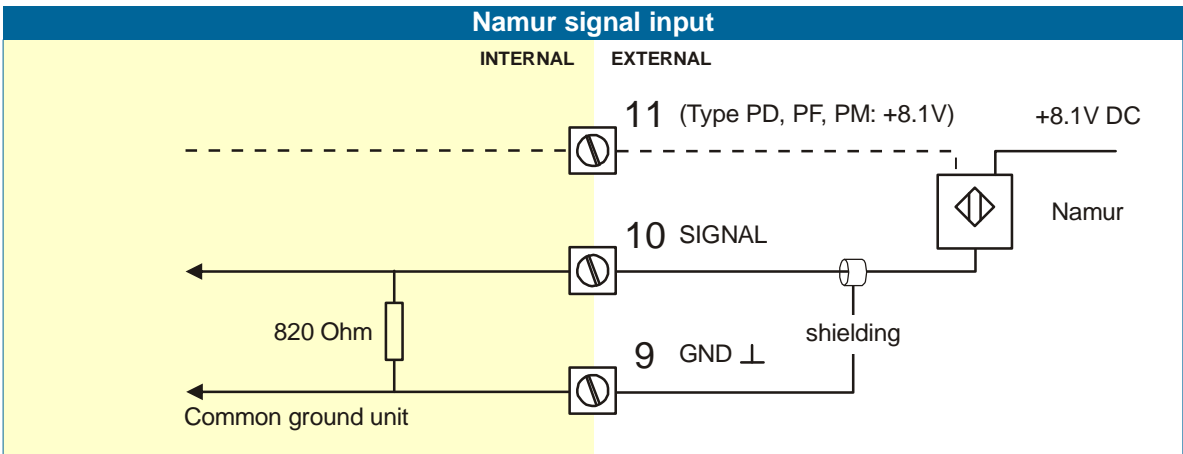 Namur signal input
INTERNAL EXTERNAL
11 (Type PD, PF, PM: +8.1V) +8.1V DC
Namur
10 SIGNAL
820 Ohm
shielding
9 GND ⊥
Common ground unit